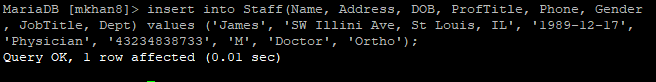 MariaDB [mkhan8]> insert into Staff(Name, Address, DOB, ProfTitle, Phone, Gender
, JobTitle, Dept) values ('James', 'SW Illini Ave, St Louis, IL', '1989-12-17',
'Physician', '43234838733', 'M', 'Doctor', 'Ortho');
Query OK, 1 row affected (0.01 sec)